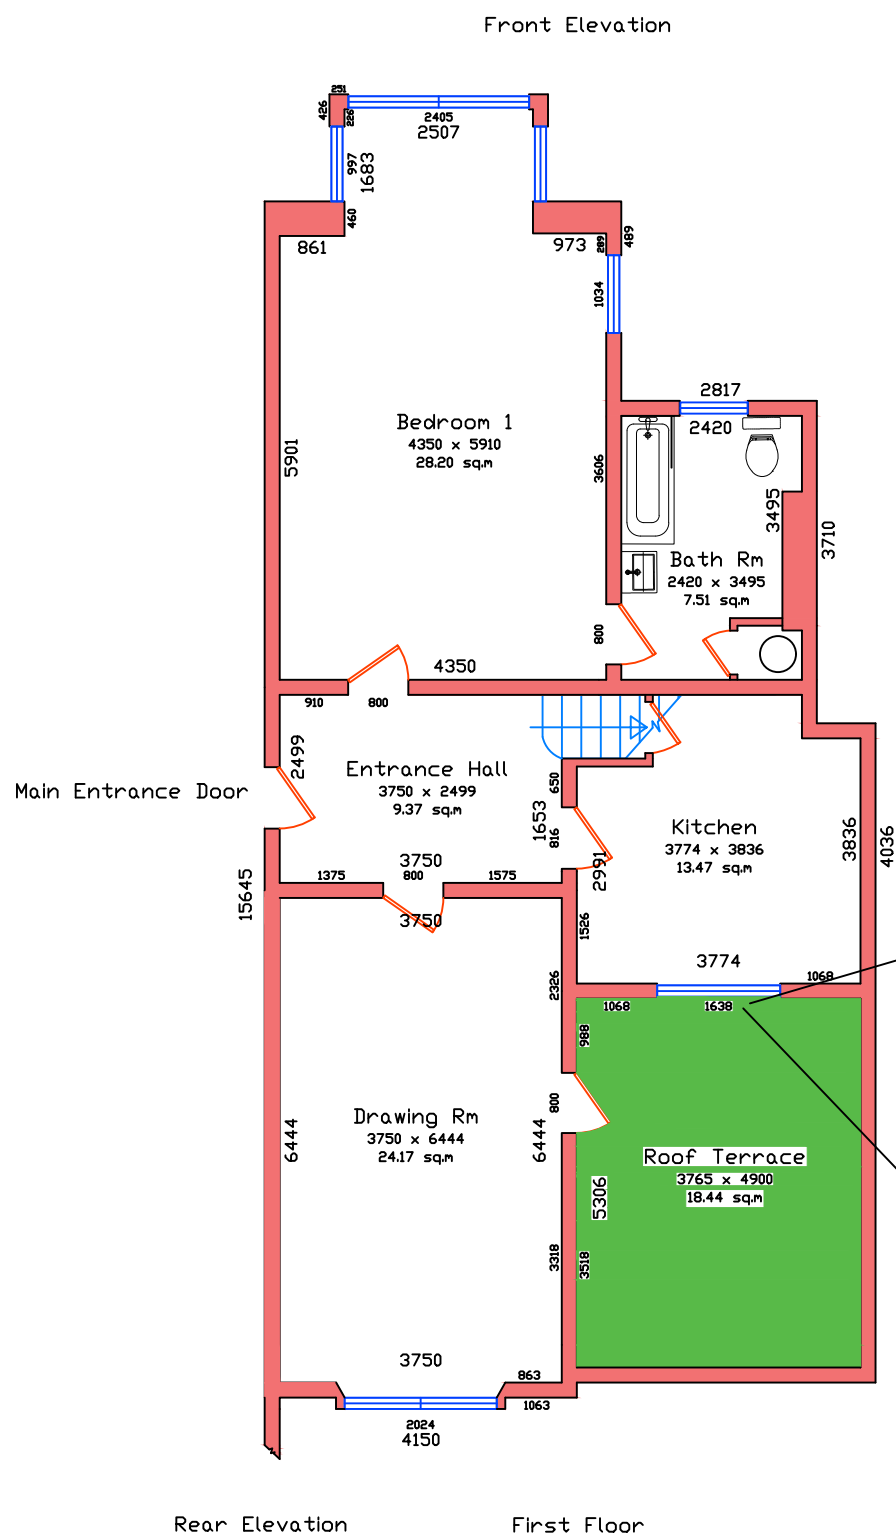 Front Elevation
251
426
226
2405
2507
997
1683
460
861
973
289
489
1034
2817
2420
Bedroom 1
4350 x 5910
28.20 sq.m
5901
3606
3495
3710
Bath Rm
2420 x 3495
7.51 sq.m
800
4350
910
800
2499
Entrance Hall
3750 x 2499
9.37 sq.m
Main Entrance Door
650
1653
816
Kitchen
3774 x 3836
13.47 sq.m
3836
4036
2991
3750
1375
800
1575
15645
3750
1526
3774
1068
2326
1068
1638
988
800
Drawing Rm
3750 x 6444
24.17 sq.m
6444
6444
Roof Terrace
3765 x 4900
18.44 sq.m
5306
3318
3518
3750
863
1063
2024
4150
Rear Elevation
First Floor